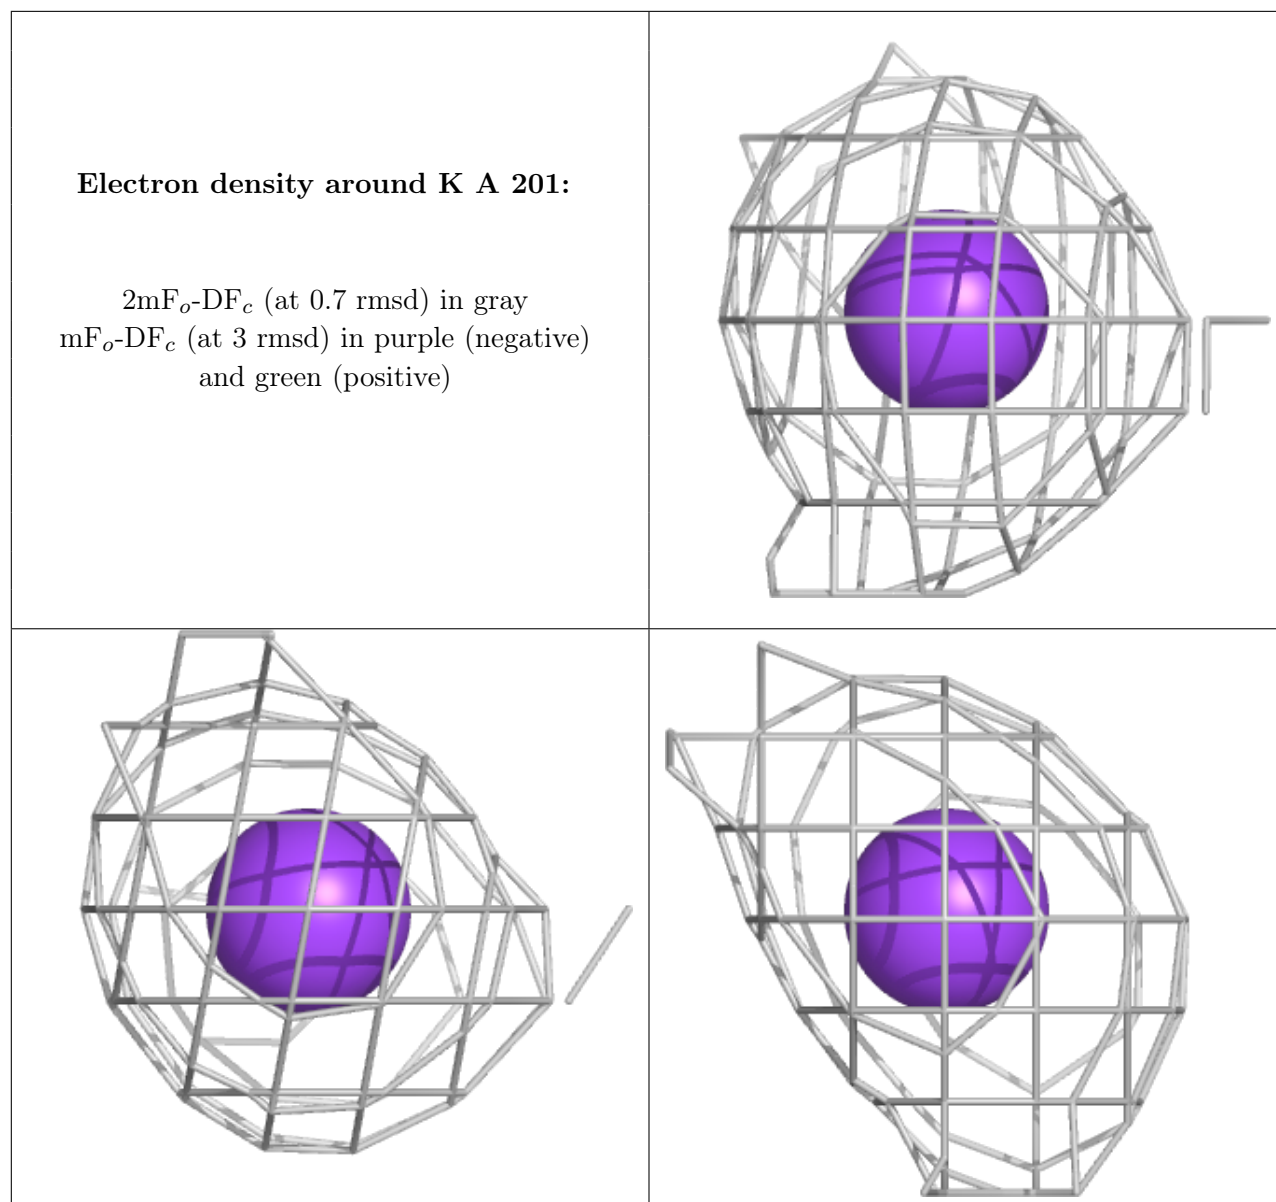 Electron density around K A 201:
2mFo-DFc (at 0.7 rmsd) in gray
mFo-DFc (at 3 rmsd) in purple (negative)
and green (positive)